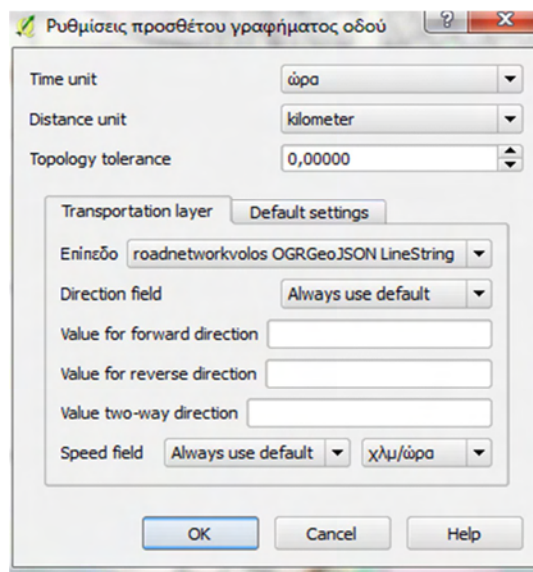 Ρυθμίσεις προσθέτου γραφήματος οδού ?
Time unit ώρα
Distance unit kilometer
Topology tolerance 0,00000
Transportation layer Default settings
Επίπεδο roadnetworkvolos OGRGeoJSON LineString
Direction field Always use default
Value for forward direction
Value for reverse direction
Value two-way direction
Speed field Always use default χλμ/ώρα
OK Cancel Help